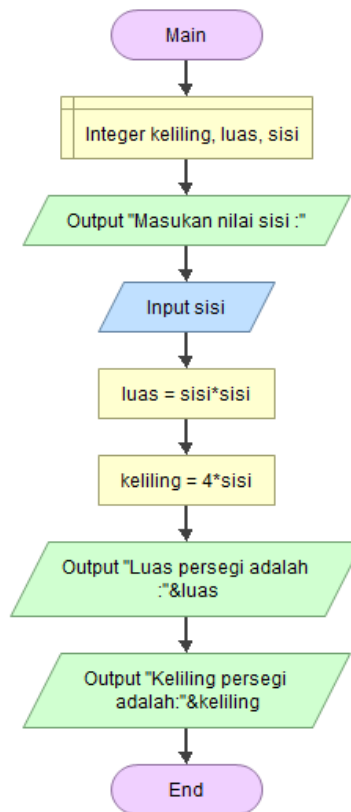 Main
Integer keliling, luas, sisi
Output "Masukan nilai sisi :"
Input sisi
luas = sisi*sisi
keliling = 4*sisi
Output "Luas persegi adalah
:"&luas
Output "Keliling persegi
adalah:"&keliling
End